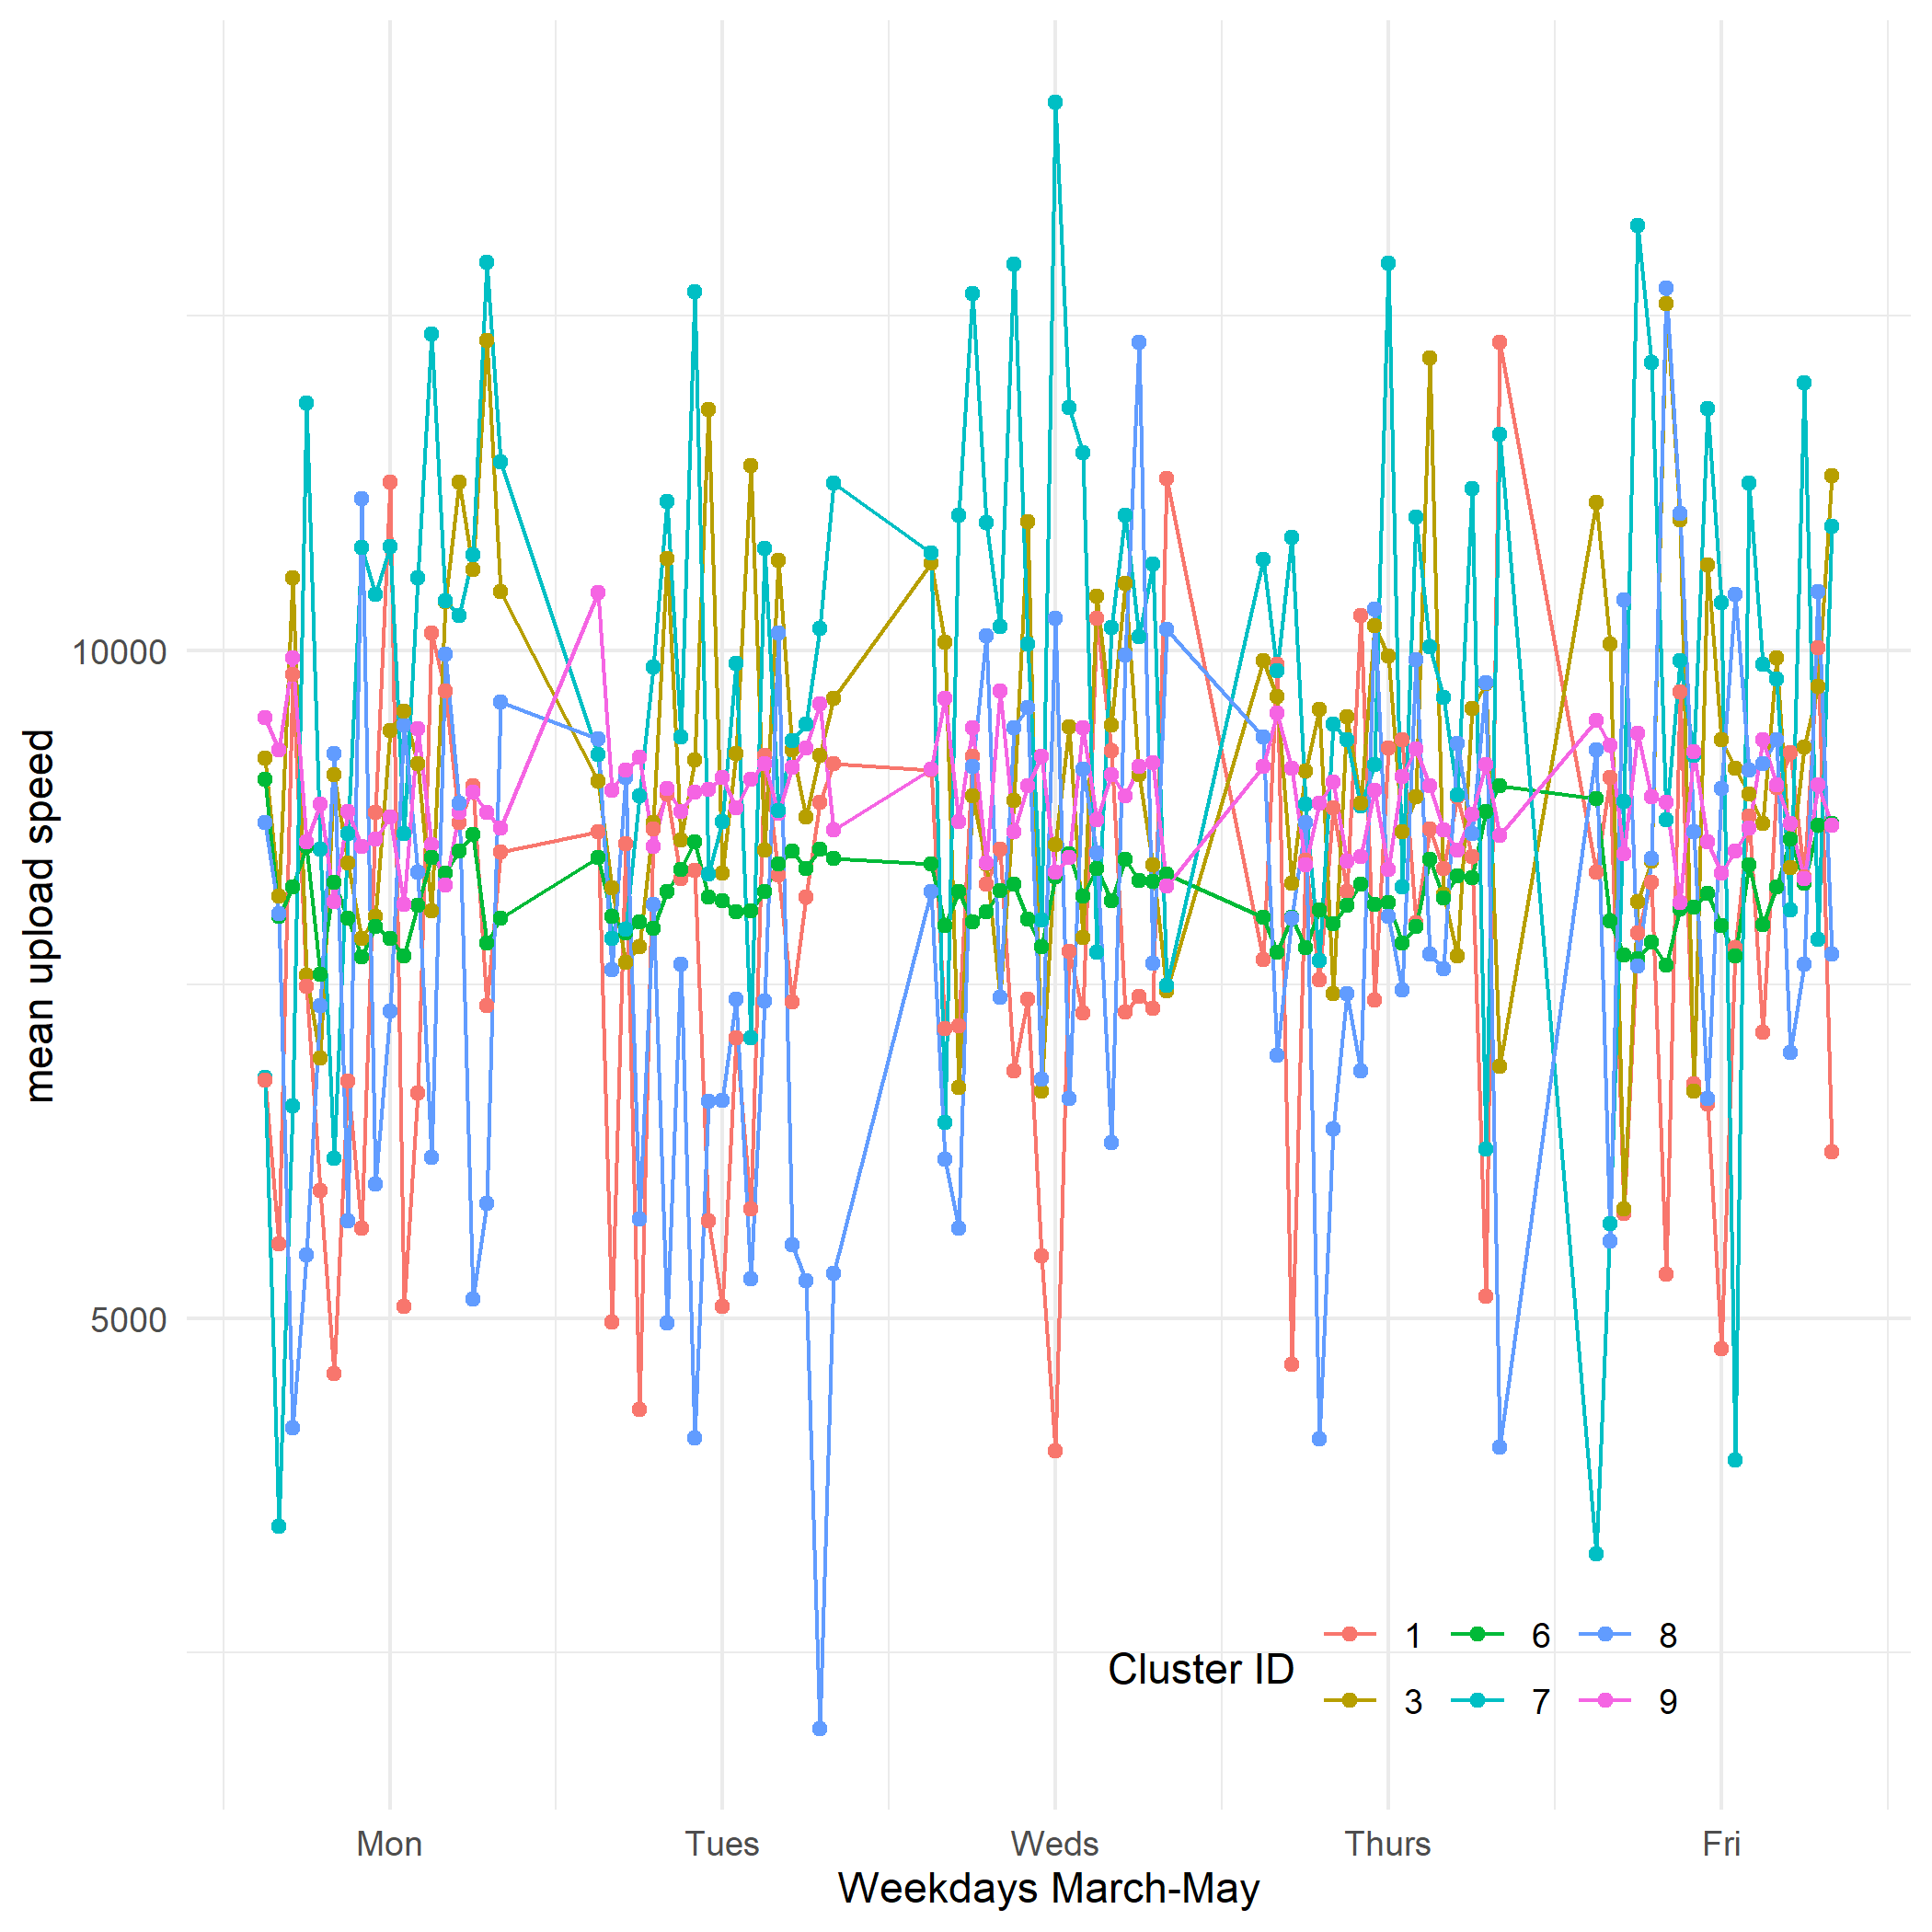 mean upload speed
10000
5000
Cluster ID
1 6 8
3 7 9
Mon Tues Weds Thurs Fri
Weekdays March-May